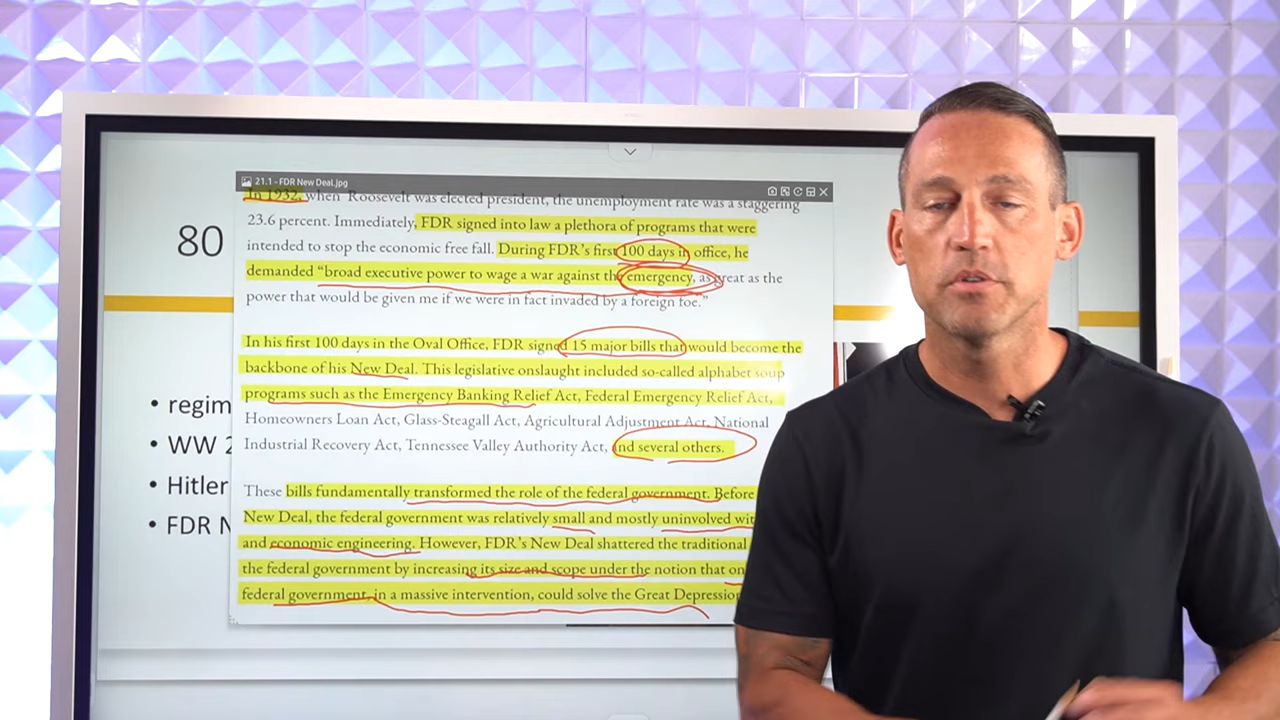 21.1 - FDR New Deal.jpg
In 1932, when Roosevelt was elected president, the unemployment rate was a staggering
23.6 percent. Immediately, FDR signed into law a plethora of programs that were
intended to stop the economic free fall. During FDR's first 100 days in office, he
demanded "broad executive power to wage a war against the emergency, as great as the
power that would be given me if we were in fact invaded by a foreign foe."
80
In his first 100 days in the Oval Office, FDR signed 15 major bills that would become the
backbone of his New Deal. This legislative onslaught included so-called alphabet soup
programs such as the Emergency Banking Relief Act, Federal Emergency Relief Act,
Homeowners Loan Act, Glass-Steagall Act, Agricultural Adjustment Act, National
Industrial Recovery Act, Tennessee Valley Authority Act, and several others.
These bills fundamentally transformed the role of the federal government. Before
New Deal, the federal government was relatively small and mostly uninvolved wit
and economic engineering. However, FDR's New Deal shattered the traditional
the federal government by increasing its size and scope under the notion that on
federal government, in a massive intervention, could solve the Great Depression
• regim
• WW 2
• Hitler
• FDR N